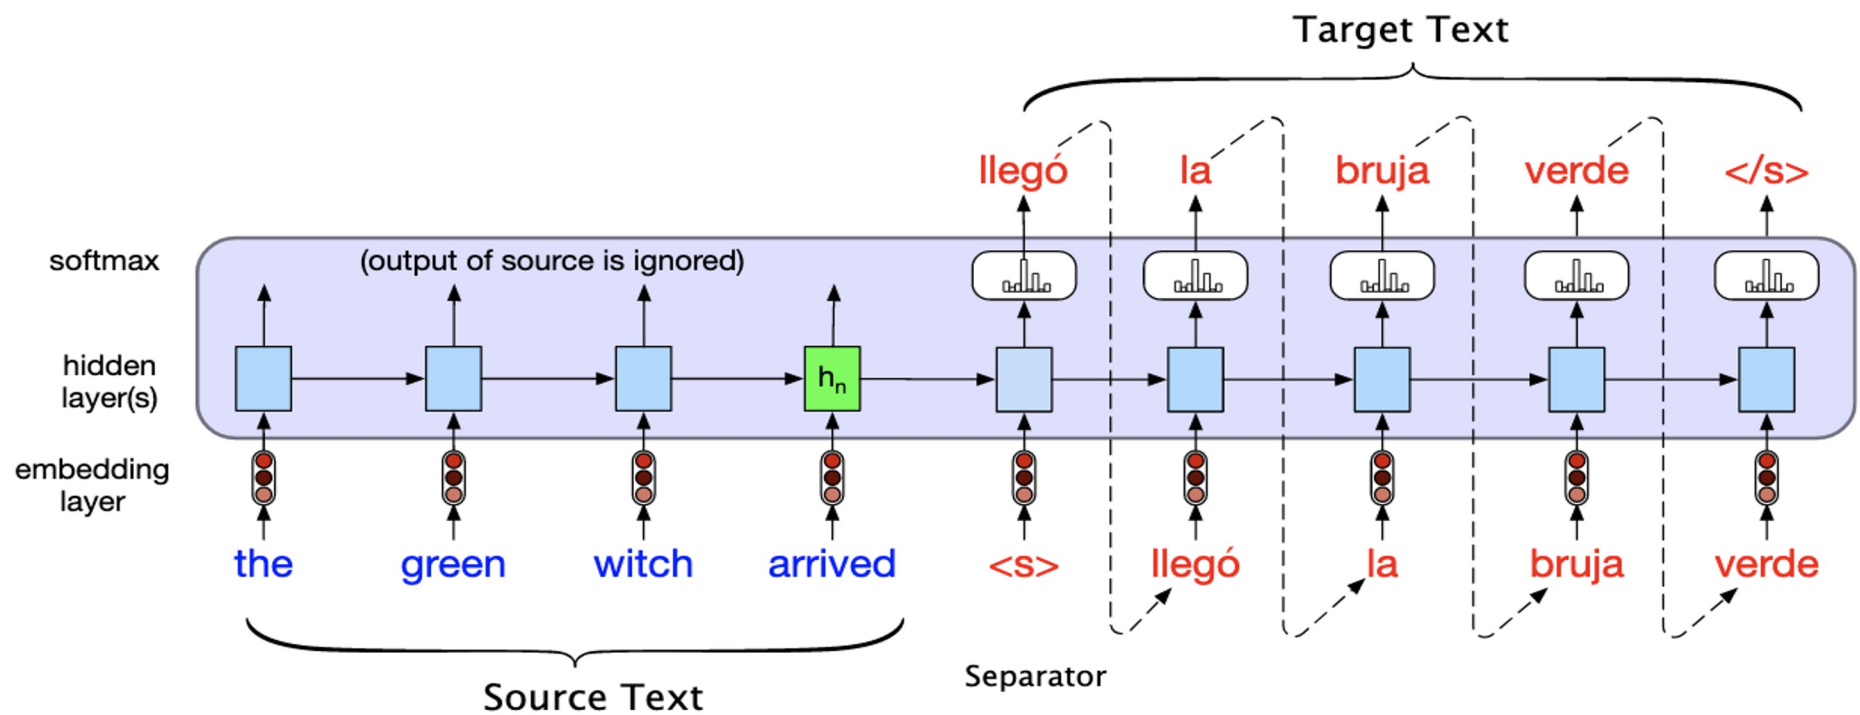 Target Text
llegó la bruja verde </s>
softmax (output of source is ignored)
hidden
layer(s)
hn
embedding
layer
the green witch arrived <s> llegó la bruja verde
Separator
Source Text